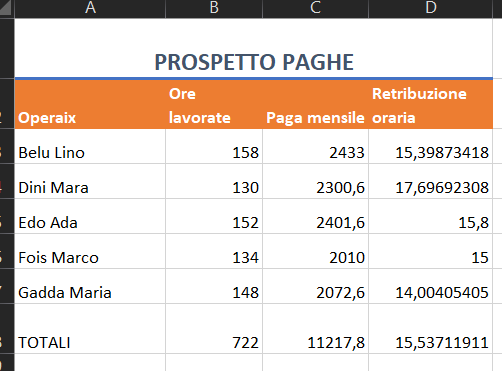 A B C D
PROSPETTO PAGHE
Operaix Ore lavorate Paga mensile Retribuzione oraria
Belu Lino 158 2433 15,39873418
Dini Mara 130 2300,6 17,69692308
Edo Ada 152 2401,6 15,8
Fois Marco 134 2010 15
Gadda Maria 148 2072,6 14,00405405
TOTALI 722 11217,8 15,53711911